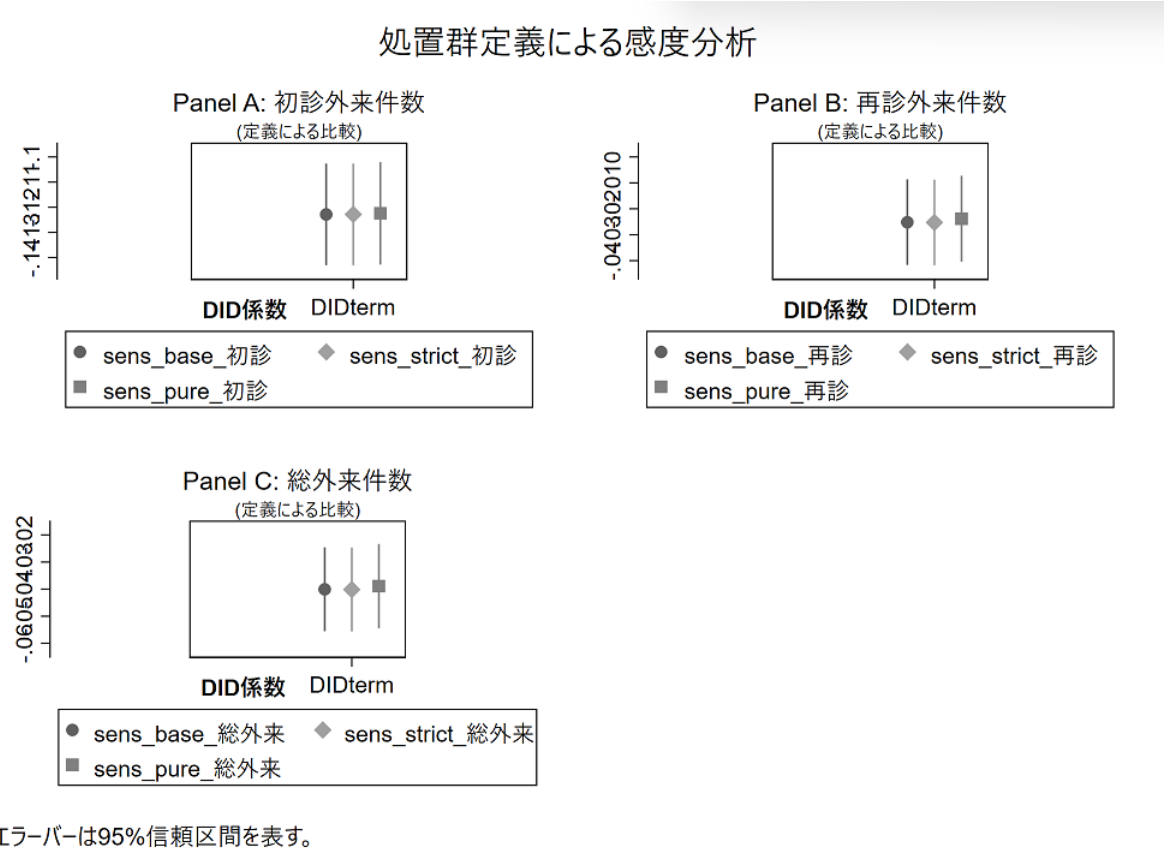 処置群定義による感度分析
Panel A: 初診外来件数
(定義による比較)
DID係数 DIDterm
sens_base_初診 sens_strict_初診
sens_pure_初診
Panel B: 再診外来件数
(定義による比較)
DID係数 DIDterm
sens_base_再診 sens_strict_再診
sens_pure_再診
Panel C: 総外来件数
(定義による比較)
DID係数 DIDterm
sens_base_総外来 sens_strict_総外来
sens_pure_総外来
エラーバーは95%信頼区間を表す。